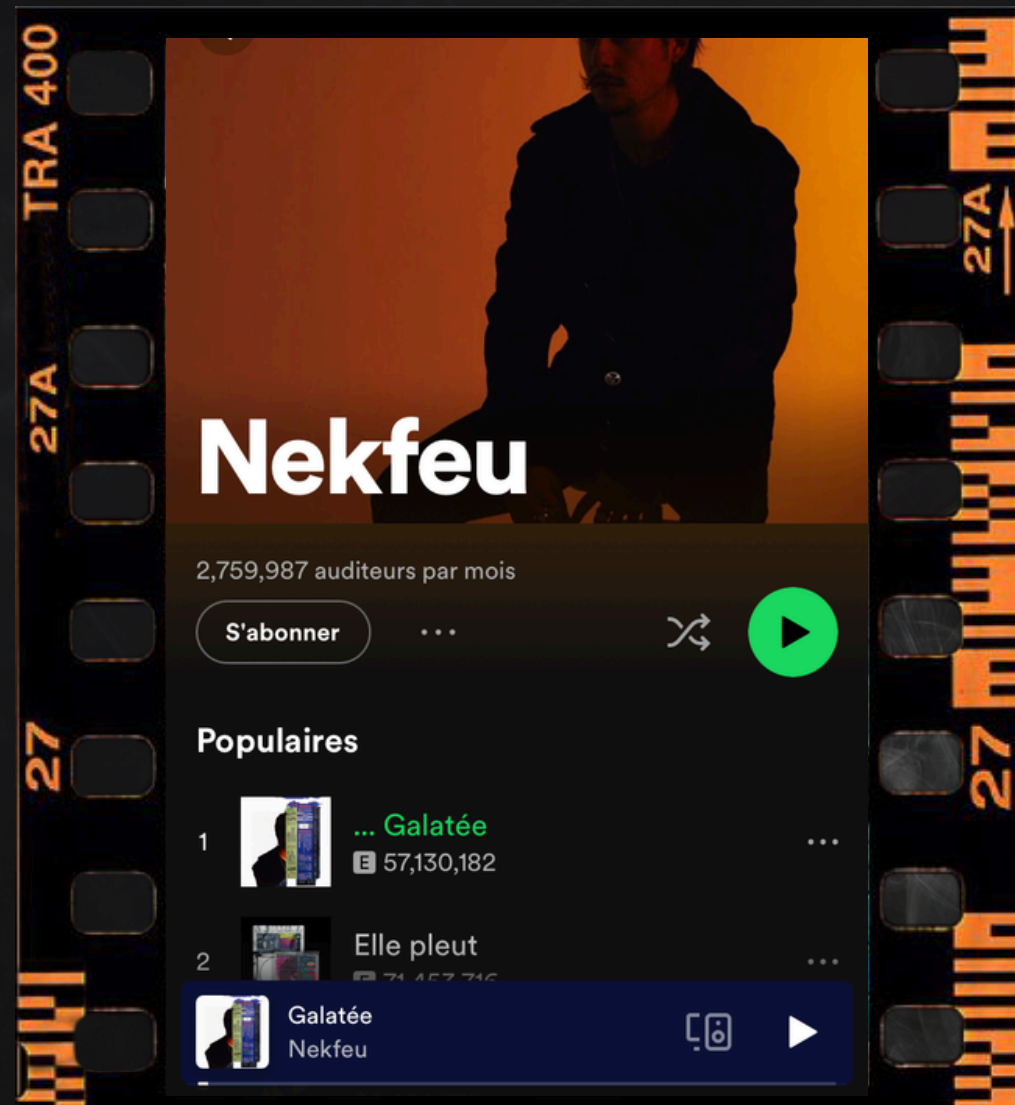 TRA 400
27A
27A
27
27
Nekfeu
2,759,987 auditeurs par mois
S'abonner
Populaires
1
... Galatée
E 57,130,182
2
Elle pleut
Galatée
Nekfeu